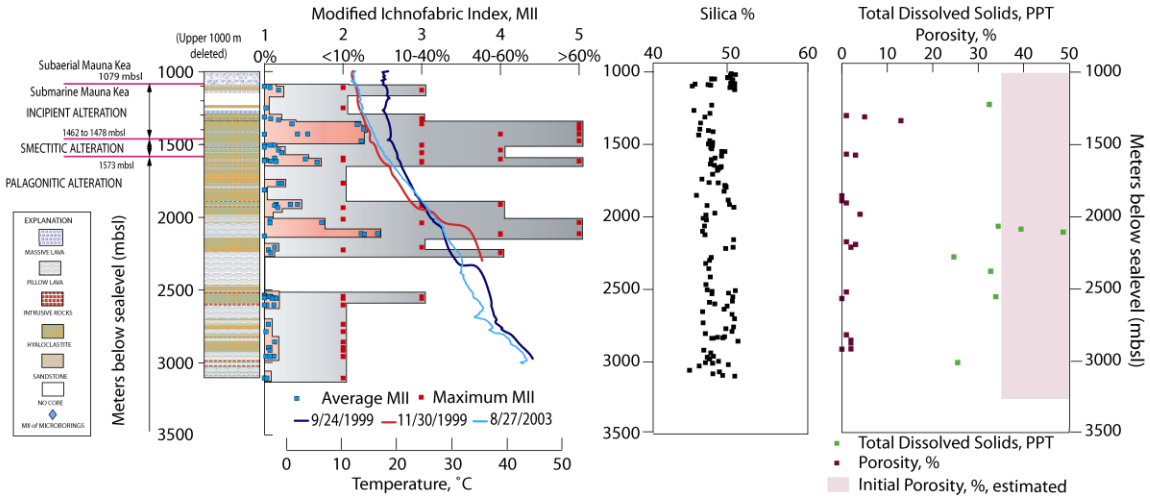 Modified Ichnofabric Index, MII
1 2 3 4 5
0% <10% 10-40% 40-60% >60%
(Upper 1000 m
deleted)
Subaerial Mauna Kea
1079 mbsl
Submarine Mauna Kea
INCIPIENT ALTERATION
1462 to 1478 mbsl
SMECTITIC ALTERATION
1573 mbsl
PALAGONITIC ALTERATION
EXPLANATION
MASSIVE LAVA
PILLOW LAVA
INTRUSIVE ROCKS
HYALOCLASTITE
SANDSTONE
NO CORE
MII of MICROBORINGS
Meters below sealevel (mbsl)
1000
1500
2000
2500
3000
3500
Average MII Maximum MII
9/24/1999 11/30/1999 8/27/2003
0 10 20 30 40 50
Temperature, ˚C
Silica %
40 50 60
1000
1500
2000
2500
3000
3500
Total Dissolved Solids, PPT
Porosity, %
0 10 20 30 40 50
1000
1500
2000
2500
3000
3500
Meters below sealevel (mbsl)
Total Dissolved Solids, PPT
Porosity, %
Initial Porosity, % estimated